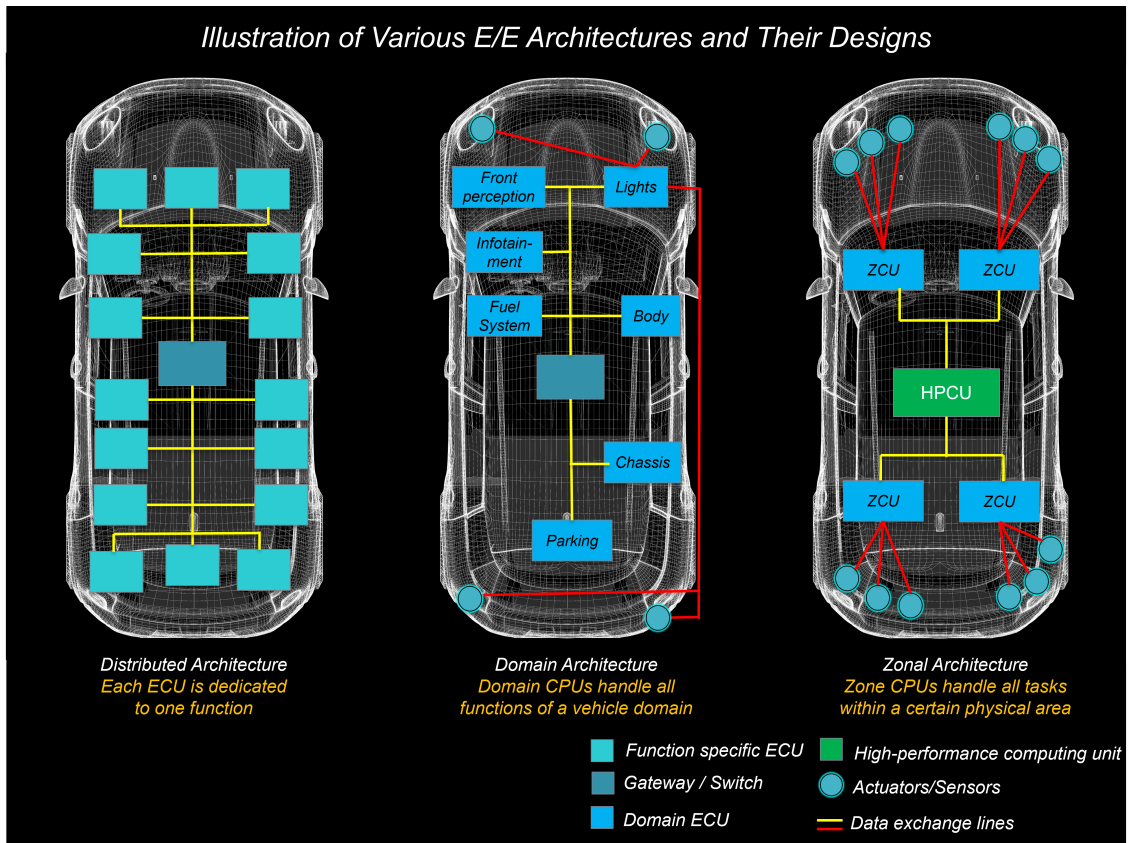 Illustration of Various E/E Architectures and Their Designs
Front
perception
Lights
Infotain-
ment
Fuel
System
Body
Chassis
Parking
ZCU
ZCU
HPCU
ZCU
ZCU
Distributed Architecture
Each ECU is dedicated
to one function
Domain Architecture
Domain CPUs handle all
functions of a vehicle domain
Zonal Architecture
Zone CPUs handle all tasks
within a certain physical area
Function specific ECU
Gateway / Switch
Domain ECU
High-performance computing unit
Actuators/Sensors
Data exchange lines